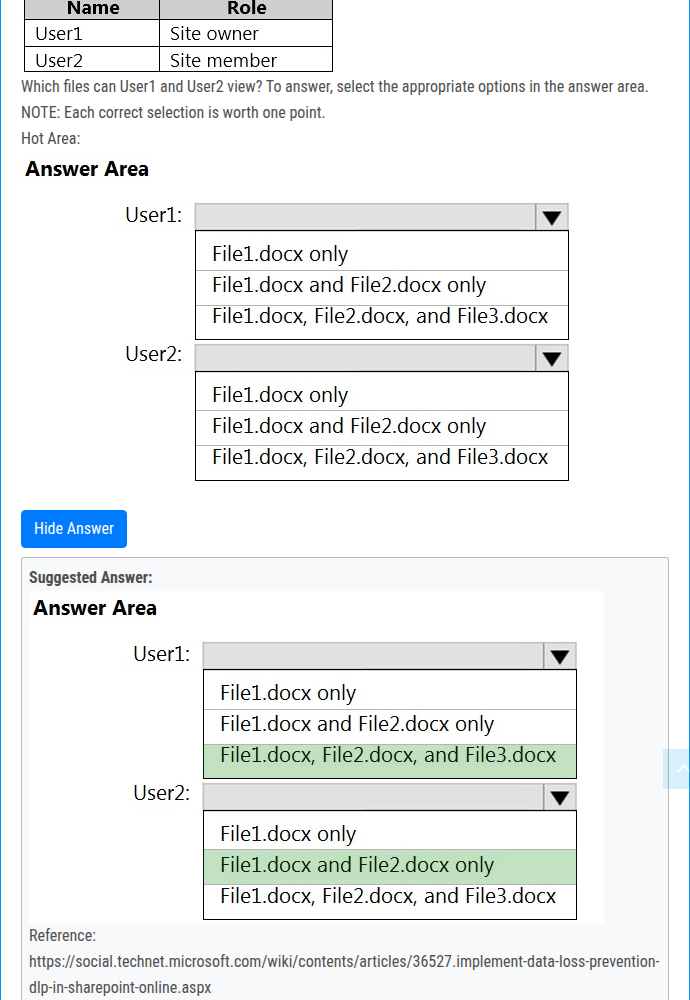 Name Role
User1 Site owner
User2 Site member
Which files can User1 and User2 view? To answer, select the appropriate options in the answer area.
NOTE: Each correct selection is worth one point.
Hot Area:
Answer Area
User1:
File1.docx only
File1.docx and File2.docx only
File1.docx, File2.docx, and File3.docx
User2:
File1.docx only
File1.docx and File2.docx only
File1.docx, File2.docx, and File3.docx
Hide Answer
Suggested Answer:
Answer Area
User1:
File1.docx only
File1.docx and File2.docx only
File1.docx, File2.docx, and File3.docx
User2:
File1.docx only
File1.docx and File2.docx only
File1.docx, File2.docx, and File3.docx
Reference:
https://social.technet.microsoft.com/wiki/contents/articles/36527.implement-data-loss-prevention-
dlp-in-sharepoint-online.aspx